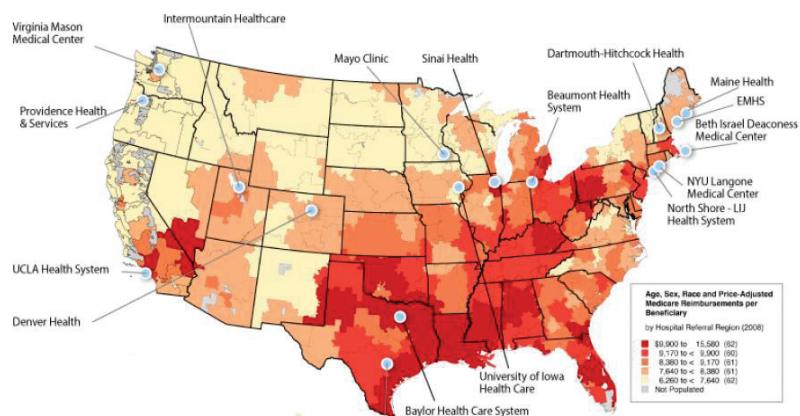 Intermountain Healthcare
Virginia Mason
Medical Center
Mayo Clinic
Sinai Health
Dartmouth-Hitchcock Health
Maine Health
Beaumont Health
System
EMHS
Providence Health
& Services
Beth Israel Deaconess
Medical Center
NYU Langone
Medical Center
North Shore - LIJ
Health System
UCLA Health System
Denver Health
Age, Sex, Race and Price-Adjusted
Medicare Reimbursements per
Beneficiary
by Hospital Referral Region (2008)
$9,900 to 15,580 (62)
9,170 to < 9,900 (60)
8,380 to < 9,170 (61)
7,640 to < 8,380 (61)
6,260 to < 7,640 (62)
Not Populated
University of Iowa
Health Care
Baylor Health Care System